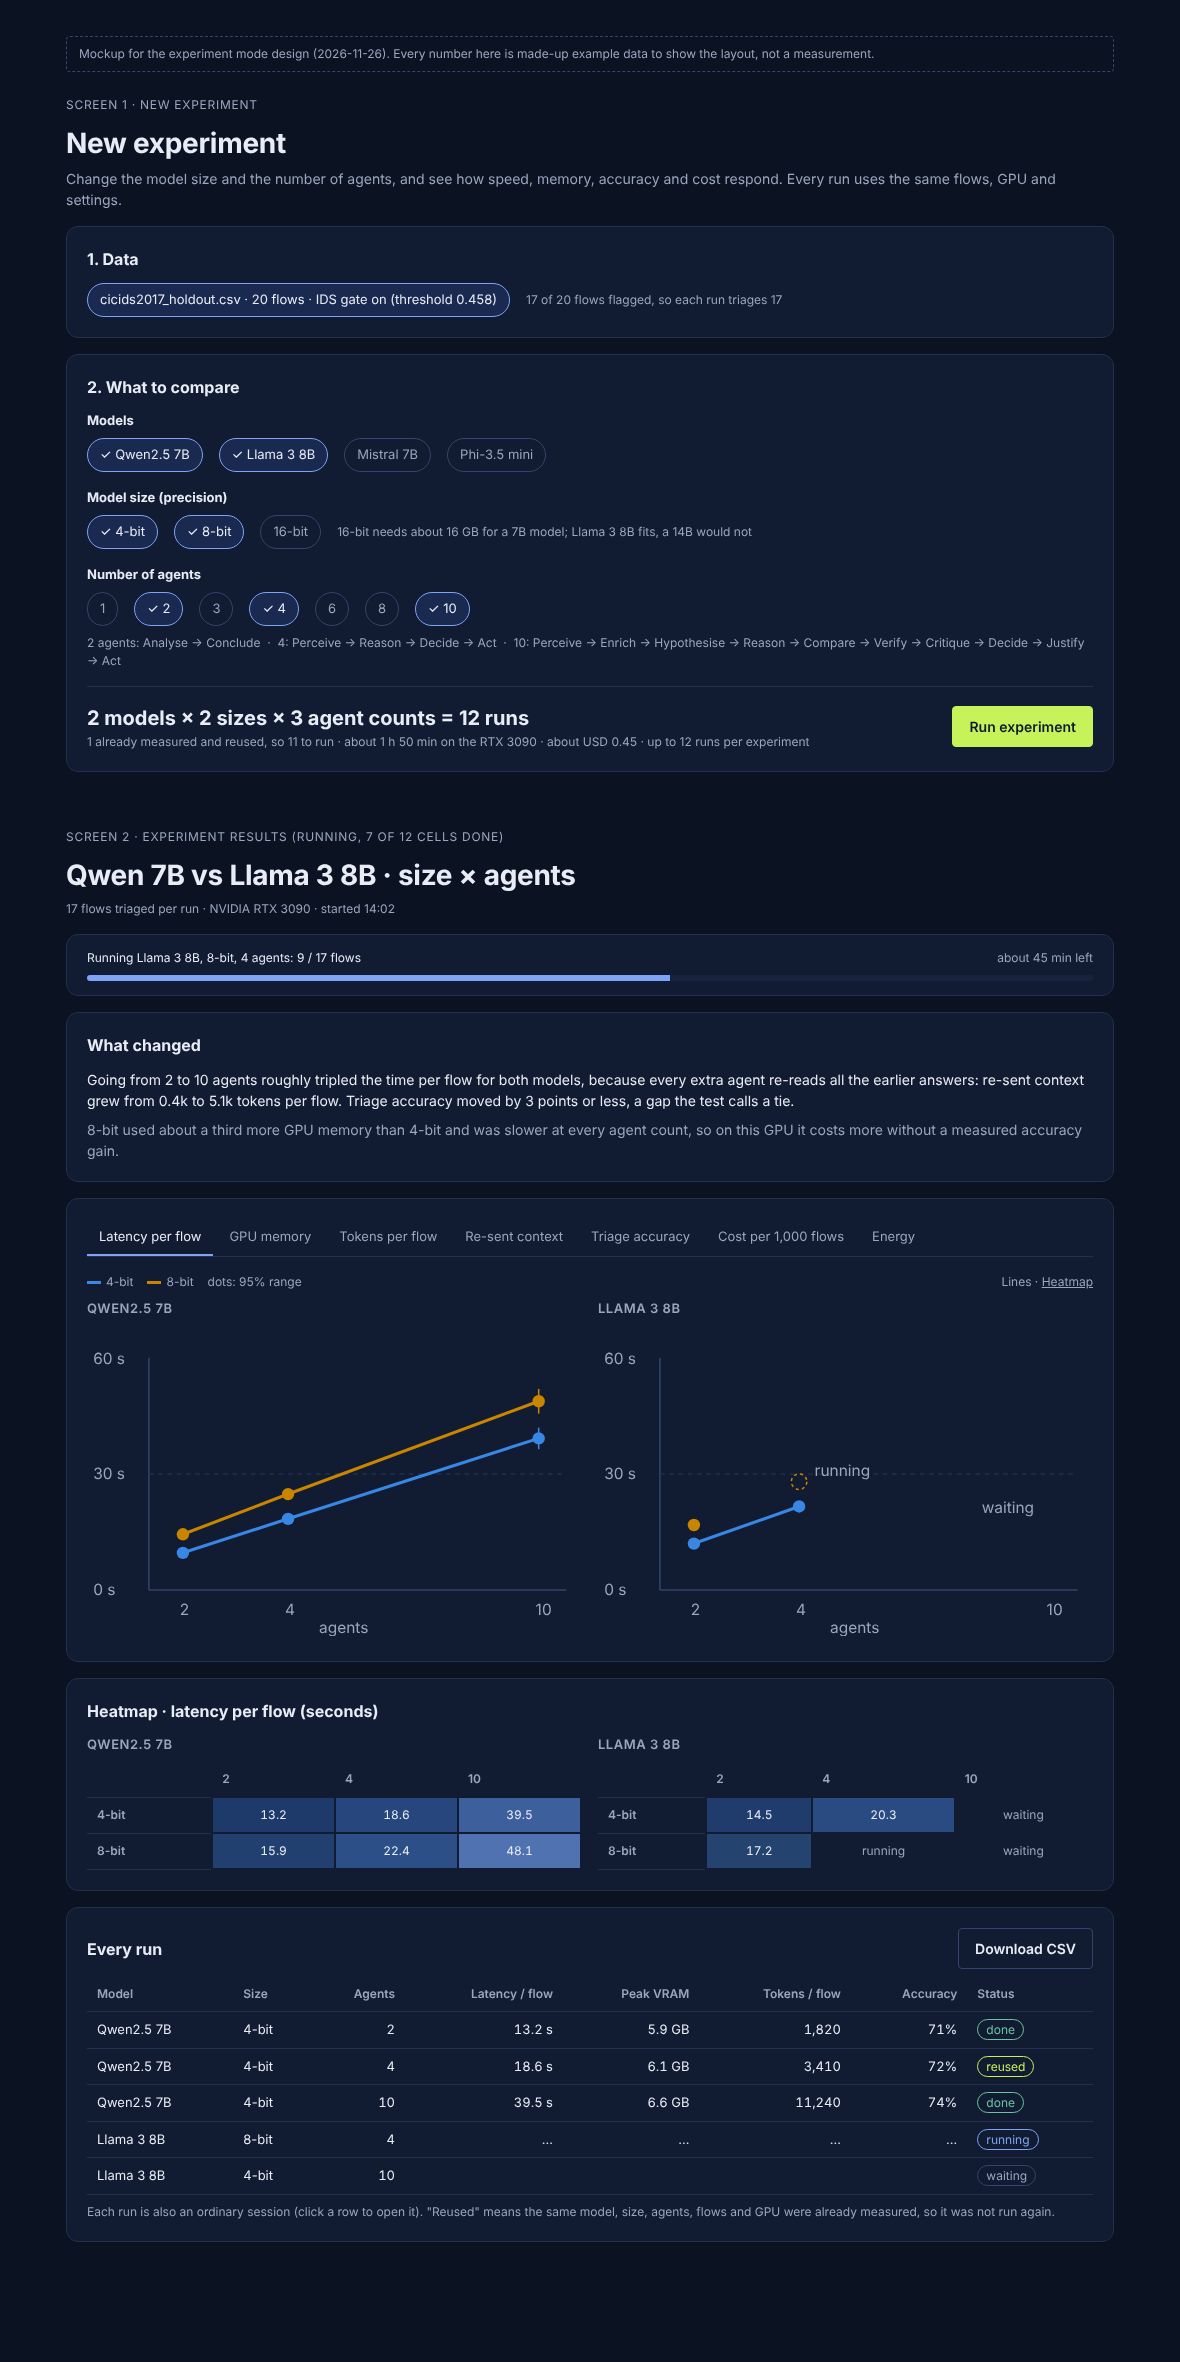 Mockup for the experiment mode design (2026-11-26). Every number here is made-up example data to show the layout, not a measurement.
SCREEN 1 · NEW EXPERIMENT
New experiment
Change the model size and the number of agents, and see how speed, memory, accuracy and cost respond. Every run uses the same flows, GPU and
settings.
1. Data
cicids2017_holdout.csv · 20 flows · IDS gate on (threshold 0.458) 17 of 20 flows flagged, so each run triages 17
2. What to compare
Models
✓ Qwen2.5 7B ✓ Llama 3 8B Mistral 7B Phi-3.5 mini
Model size (precision)
✓ 4-bit ✓ 8-bit 16-bit 16-bit needs about 16 GB for a 7B model; Llama 3 8B fits, a 14B would not
Number of agents
1 ✓ 2 3 ✓ 4 6 8 ✓ 10
2 agents: Analyse → Conclude · 4: Perceive → Reason → Decide → Act · 10: Perceive → Enrich → Hypothesise → Reason → Compare → Verify → Critique → Decide → Justify
→ Act
2 models × 2 sizes × 3 agent counts = 12 runs
1 already measured and reused, so 11 to run · about 1 h 50 min on the RTX 3090 · about USD 0.45 · up to 12 runs per experiment
Run experiment
SCREEN 2 · EXPERIMENT RESULTS (RUNNING, 7 OF 12 CELLS DONE)
Qwen 7B vs Llama 3 8B · size × agents
17 flows triaged per run · NVIDIA RTX 3090 · started 14:02
Running Llama 3 8B, 8-bit, 4 agents: 9 / 17 flows about 45 min left
What changed
Going from 2 to 10 agents roughly tripled the time per flow for both models, because every extra agent re-reads all the earlier answers: re-sent context
grew from 0.4k to 5.1k tokens per flow. Triage accuracy moved by 3 points or less, a gap the test calls a tie.
8-bit used about a third more GPU memory than 4-bit and was slower at every agent count, so on this GPU it costs more without a measured accuracy
gain.
Latency per flow GPU memory Tokens per flow Re-sent context Triage accuracy Cost per 1,000 flows Energy
4-bit 8-bit dots: 95% range Lines · Heatmap
QWEN2.5 7B
60 s
30 s
0 s
2 4 10
agents
LLAMA 3 8B
60 s
30 s
running
waiting
0 s
2 4 10
agents
Heatmap · latency per flow (seconds)
QWEN2.5 7B
2 4 10
4-bit 13.2 18.6 39.5
8-bit 15.9 22.4 48.1
LLAMA 3 8B
2 4 10
4-bit 14.5 20.3 waiting
8-bit 17.2 running waiting
Every run Download CSV
Model Size Agents Latency / flow Peak VRAM Tokens / flow Accuracy Status
Qwen2.5 7B 4-bit 2 13.2 s 5.9 GB 1,820 71% done
Qwen2.5 7B 4-bit 4 18.6 s 6.1 GB 3,410 72% reused
Qwen2.5 7B 4-bit 10 39.5 s 6.6 GB 11,240 74% done
Llama 3 8B 8-bit 4 ... ... ... ... running
Llama 3 8B 4-bit 10 waiting
Each run is also an ordinary session (click a row to open it). "Reused" means the same model, size, agents, flows and GPU were already measured, so it was not run again.